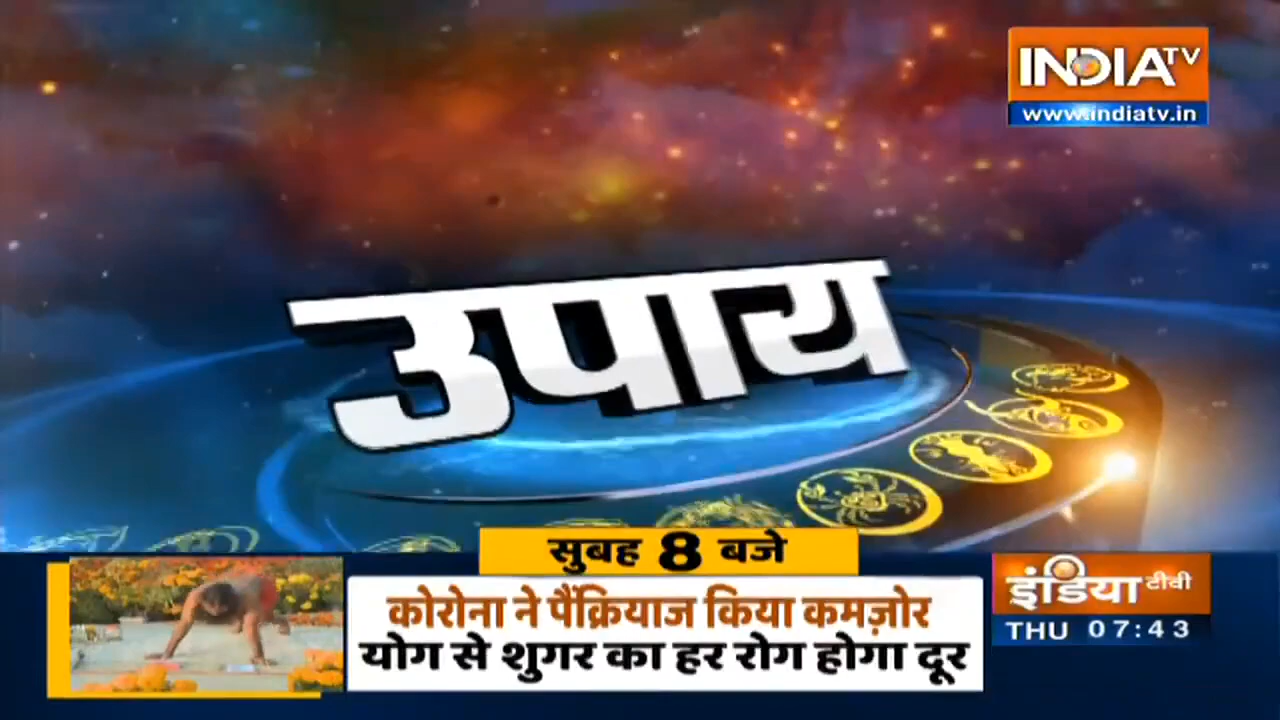 INDIA TV
www.indiatv.in
उपाय
सुबह 8 बजे
कोरोना ने पैंक्रियाज किया कमज़ोर
योग से शुगर का हर रोग होगा दूर
इंडिया टीवी
THU 07:43